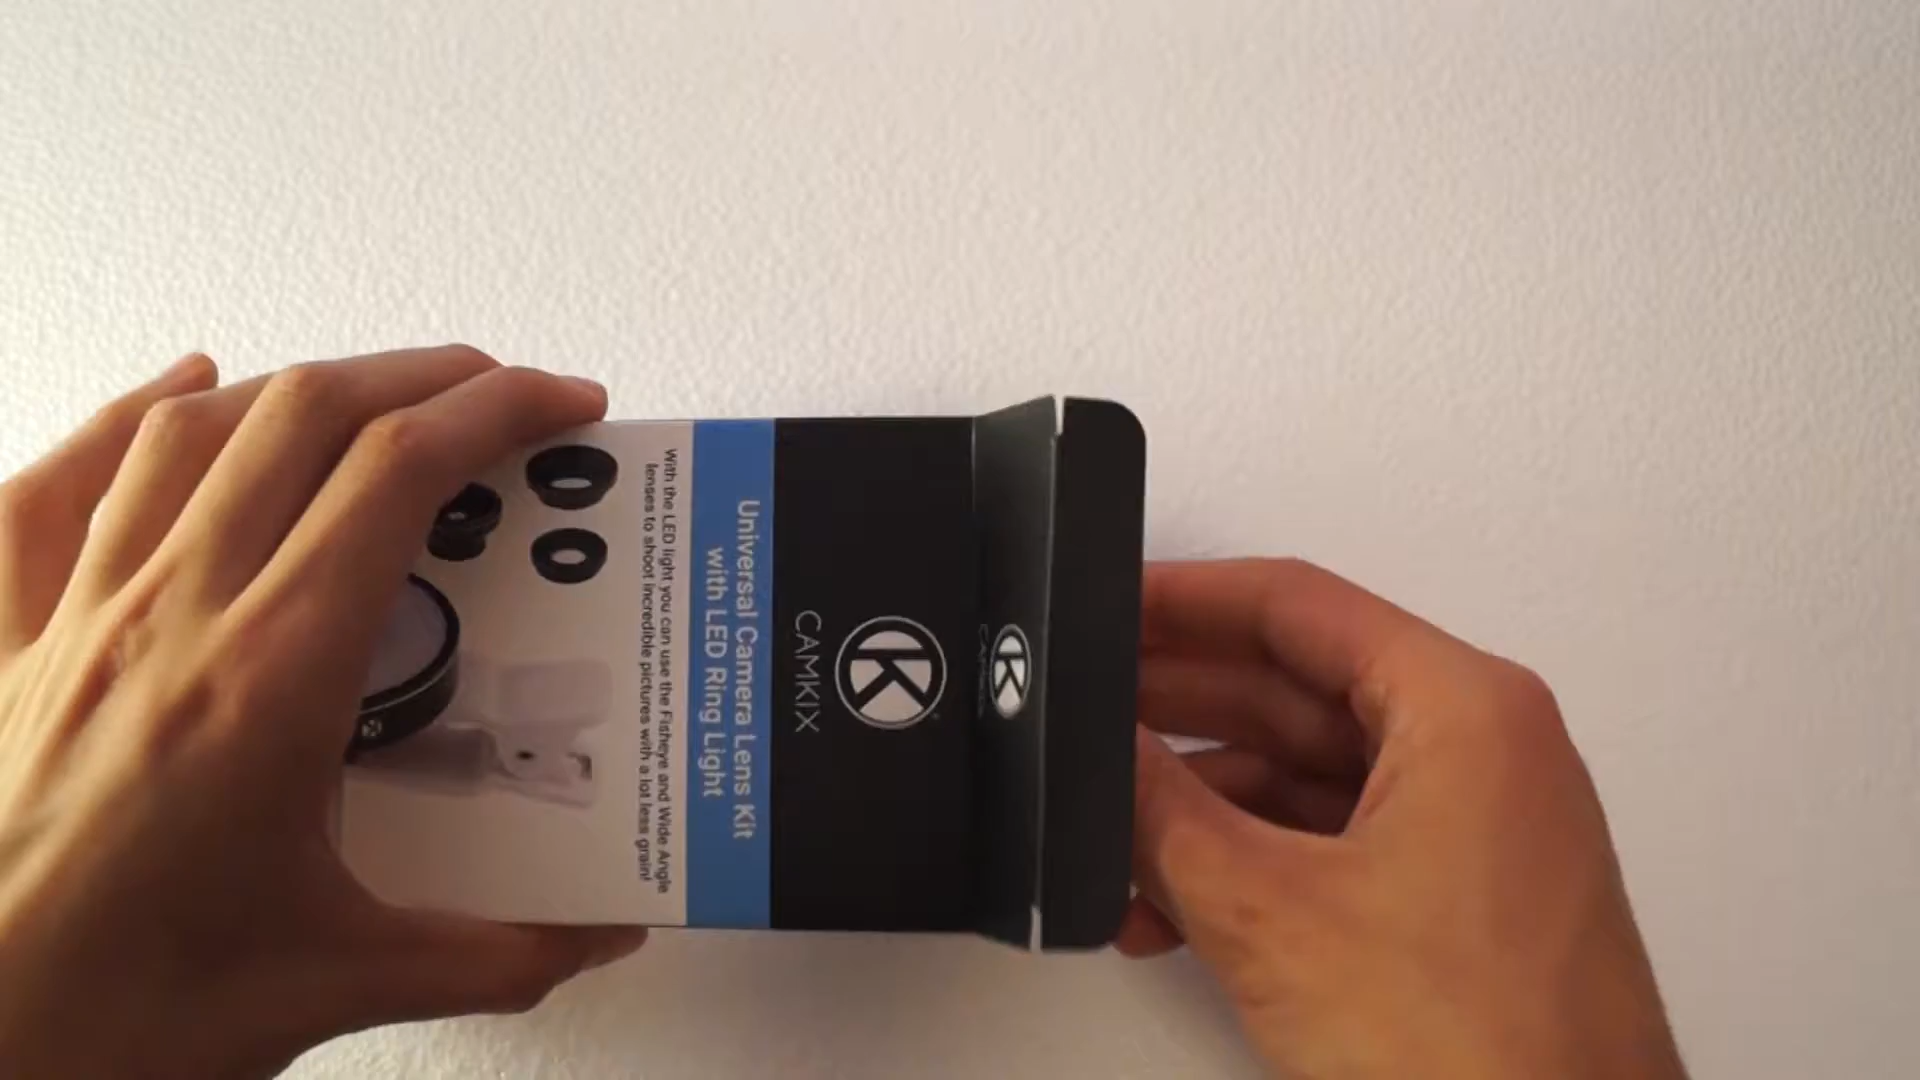 K
CAMKIX
K
CAMKIX
Universal Camera Lens Kit
with LED Ring Light
With the LED light you can use the Fisheye and Wide Angle
lenses to shoot incredible pictures with a lot less grain!